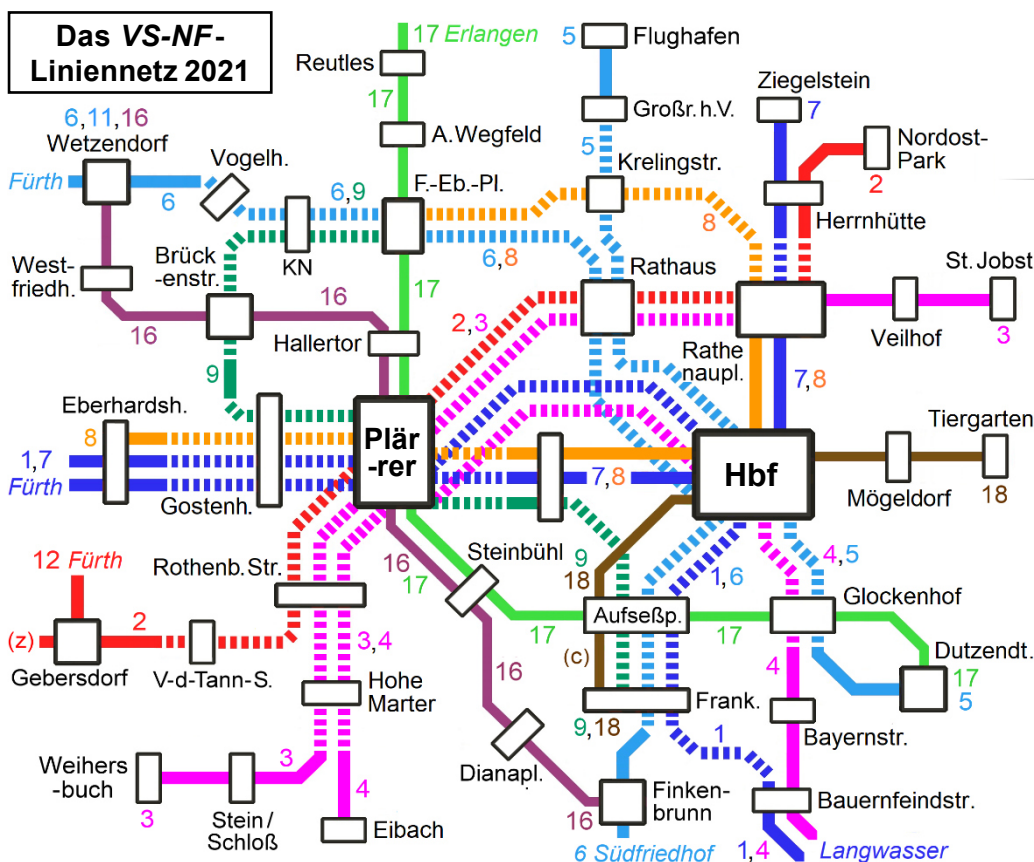 Das VS-NF-
Liniennetz 2021
17 Erlangen
Reutles
17
A. Wegfeld
F.-Eb.-Pl.
17
5
Flughafen
Großr. h.V.
5
Krelingstr.
Ziegelstein
7
Nordost-
Park
2
Herrnhütte
8
6,11,16
Wetzendorf
Fürth
6
Vogelh.
6,9
KN
6,8
Rathaus
St. Jobst
3
Veilhof
West-
friedh.
Brück
-enstr.
16
16
Hallertor
2,3
Rathe
naupl.
7,8
9
Eberhardsh.
8
1,7
Fürth
Gostenh.
Plär
-rer
7,8
Hbf
Tiergarten
18
Mögeldorf
12 Fürth
(z)
2
Gebersdorf
V-d-Tann-S.
Rothenb. Str.
16
17
Steinbühl
9
18
1,6
4,5
Aufseßp.
17
17
Glockenhof
Dutzendt.
17
5
3,4
(c)
4
Hohe
Marter
16
Frank.
9,18
1
Bayernstr.
Weihers
-buch
3
3
Stein /
Schloß
4
Eibach
Dianapl.
16
Finken-
brunn
6 Südfriedhof
Bauernfeindstr.
1,4
Langwasser